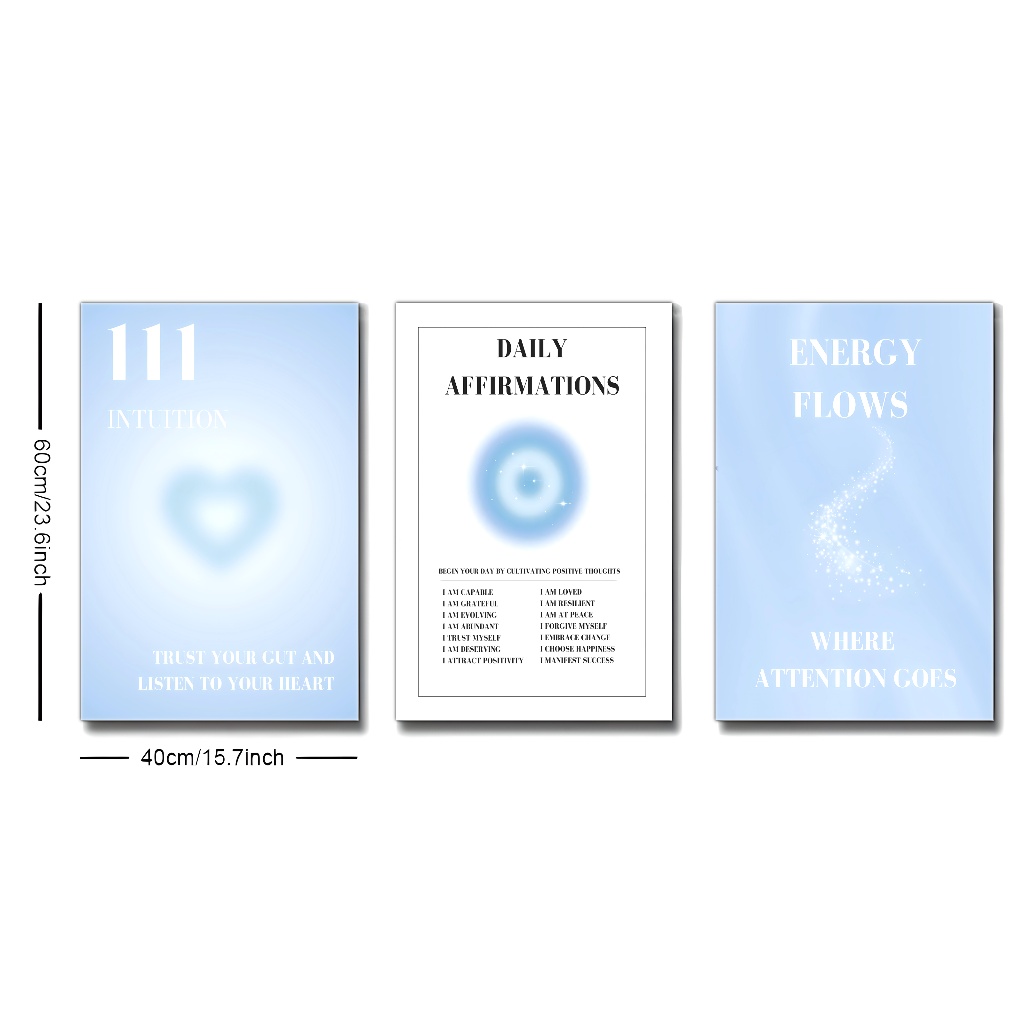 60cm/23.6inch
111
INTUITION
TRUST YOUR GUT AND
LISTEN TO YOUR HEART
40cm/15.7inch
DAILY
AFFIRMATIONS
BEGIN YOUR DAY BY CULTIVATING POSITIVE THOUGHTS
I AM CAPABLE
I AM GRATEFUL
I AM EVOLVING
I AM ABUNDANT
I TRUST MYSELF
I AM DESERVING
I ATTRACT POSITIVITY
I AM LOVED
I AM RESILIENT
I AM AT PEACE
I FORGIVE MYSELF
I EMBRACE CHANGE
I CHOOSE HAPPINESS
I MANIFEST SUCCESS
ENERGY
FLOWS
WHERE
ATTENTION GOES